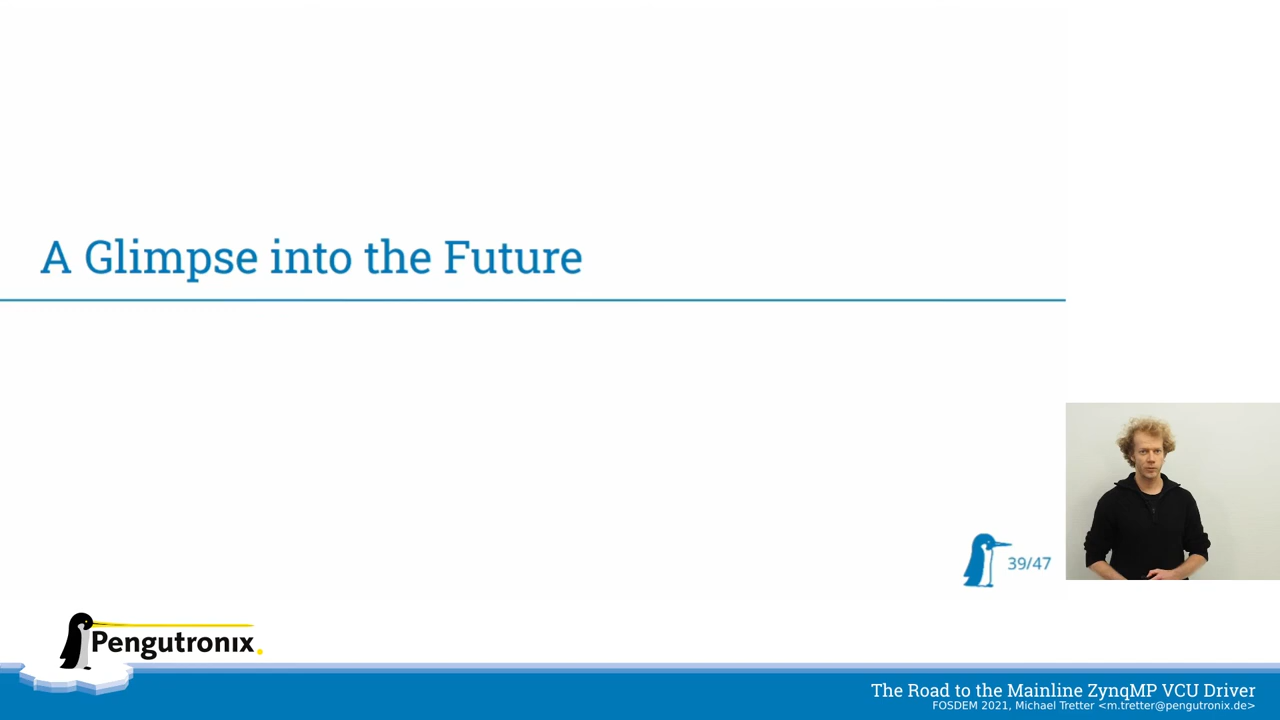 A Glimpse into the Future
39/47
Pengutronix.
The Road to the Mainline ZynqMP VCU Driver
FOSDEM 2021, Michael Tretter <m.tretter@pengutronix.de>